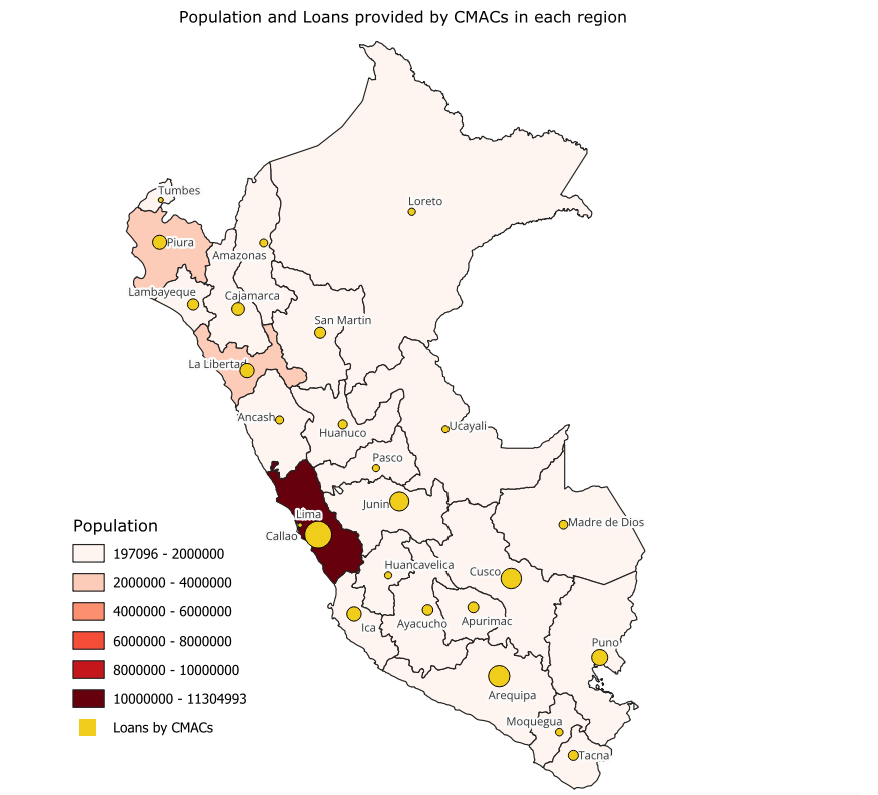 Population and Loans provided by CMACs in each region
Tumbes
Loreto
Piura
Amazonas
Lambayeque
Cajamarca
San Martin
La Libertad
Ancash
Huanuco
Ucayali
Pasco
Junin
Lima
Callao
Madre de Dios
Huancavelica
Cusco
Ica
Ayacucho
Apurimac
Puno
Arequipa
Moquegua
Tacna
Population
197096 - 2000000
2000000 - 4000000
4000000 - 6000000
6000000 - 8000000
8000000 - 10000000
10000000 - 11304993
Loans by CMACs